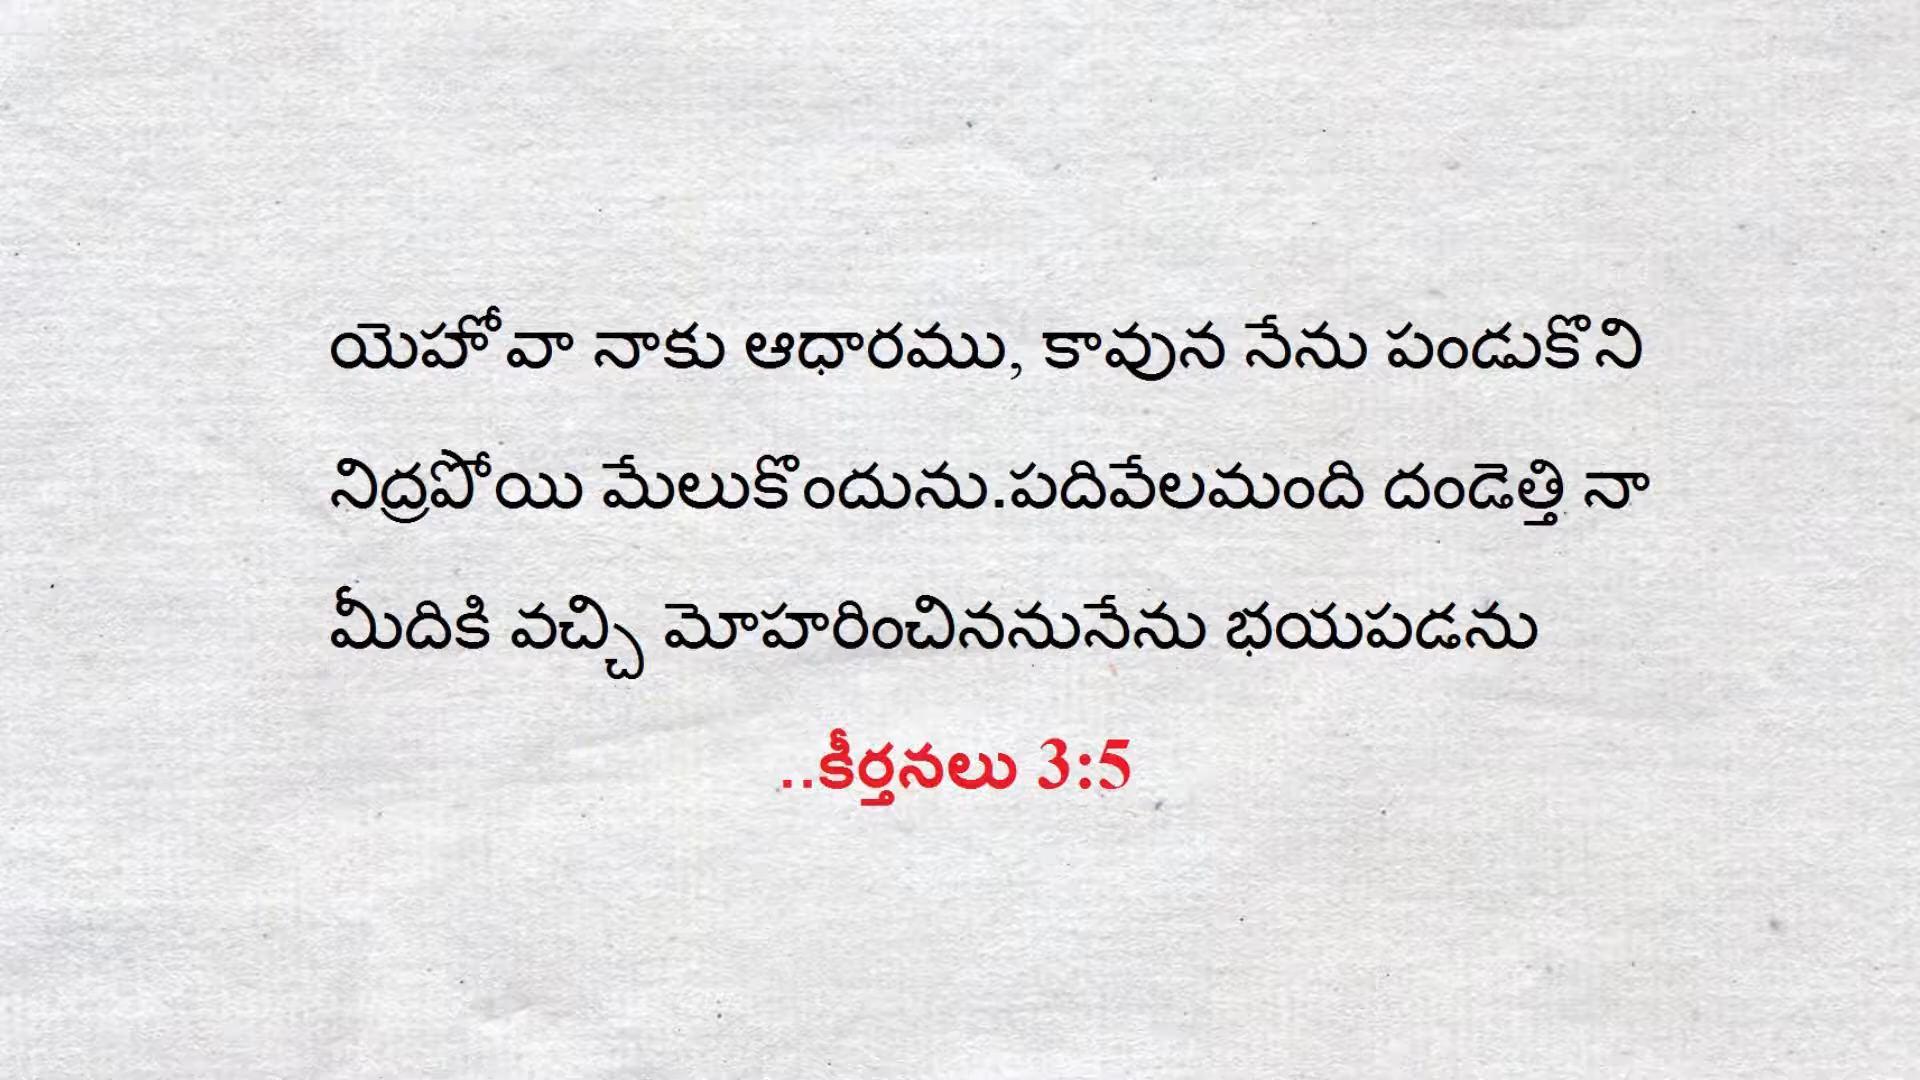 యెహోవా నాకు ఆధారము, కావున నేను పండుకొని
నిద్రపోయి మేలుకొందును.పదివేలమంది దండెత్తి నా
మీదికి వచ్చి మోహరించిననునేను భయపడను
..కీర్తనలు 3:5